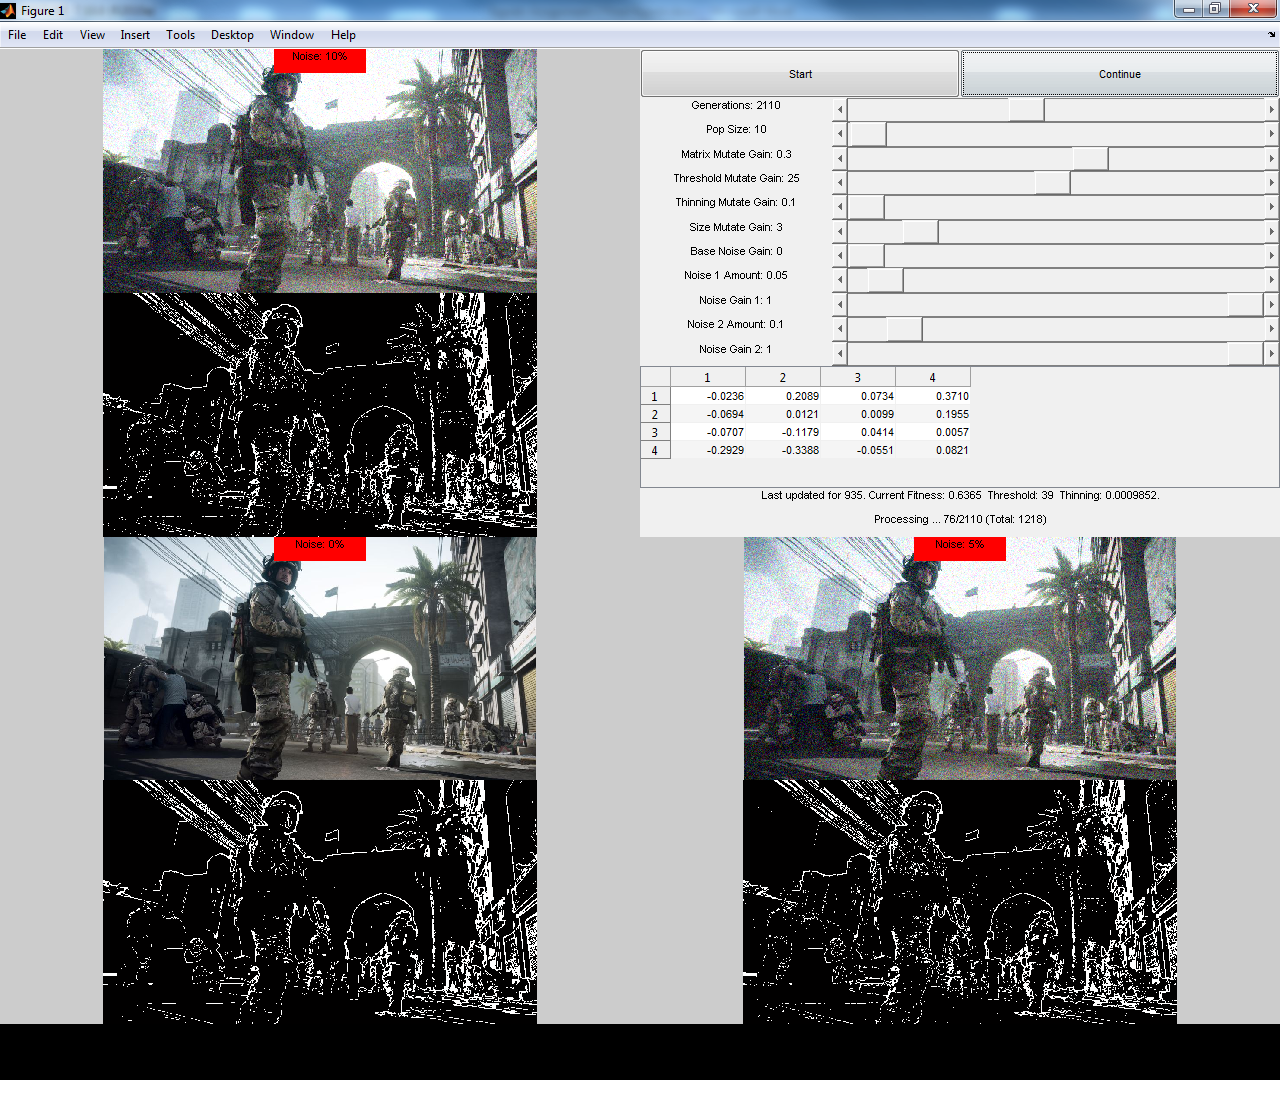 Figure 1
File Edit View Insert Tools Desktop Window Help
Noise: 10%
Start Continue
Generations: 2110
Pop Size: 10
Matrix Mutate Gain: 0.3
Threshold Mutate Gain: 25
Thinning Mutate Gain: 0.1
Size Mutate Gain: 3
Base Noise Gain: 0
Noise 1 Amount: 0.05
Noise Gain 1: 1
Noise 2 Amount: 0.1
Noise Gain 2: 1
1 2 3 4
1 -0.0236 0.2089 0.0734 0.3710
2 -0.0694 0.0121 0.0099 0.1955
3 -0.0707 -0.1179 0.0414 0.0057
4 -0.2929 -0.3388 -0.0551 0.0821
Last updated for 935. Current Fitness: 0.6365 Threshold: 39 Thinning: 0.0009852.
Processing ... 76/2110 (Total: 1218)
Noise: 0%
Noise: 5%